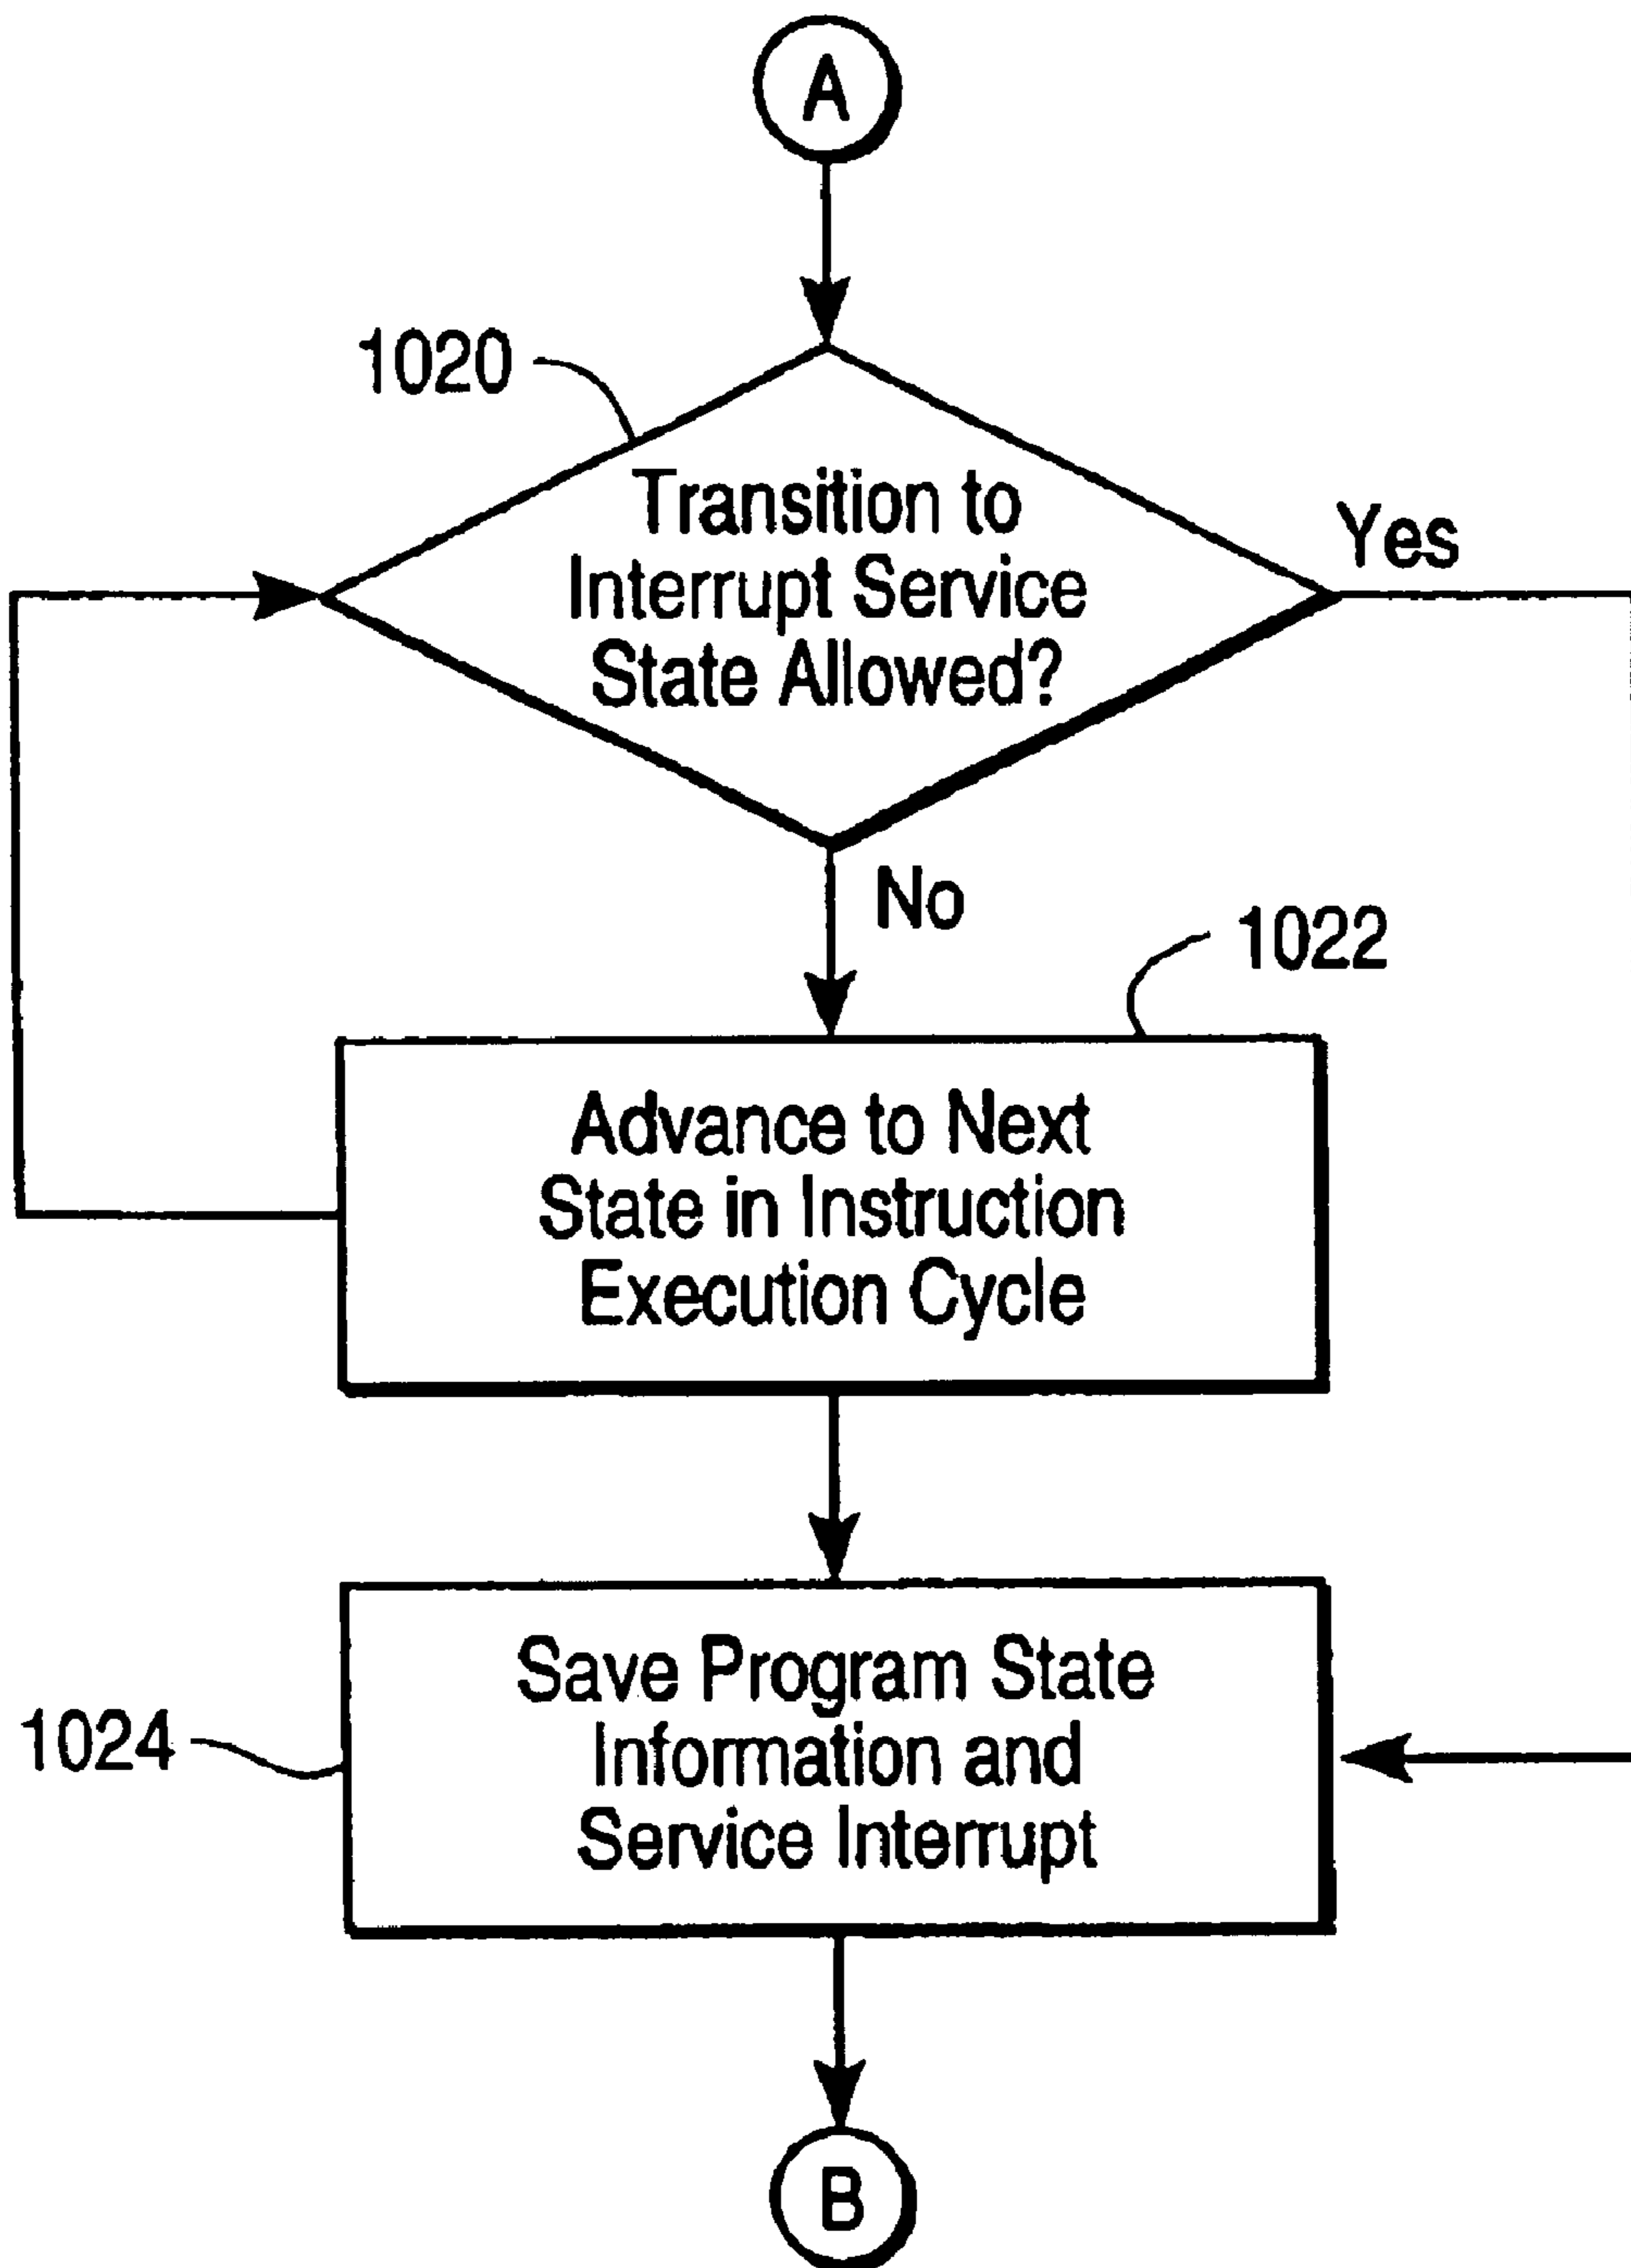 A
1020
Transition to
Interrupt Service
State Allowed?
Yes
No
1022
Advance to Next
State in Instruction
Execution Cycle
Save Program State
Information and
Service Interrupt
1024
B